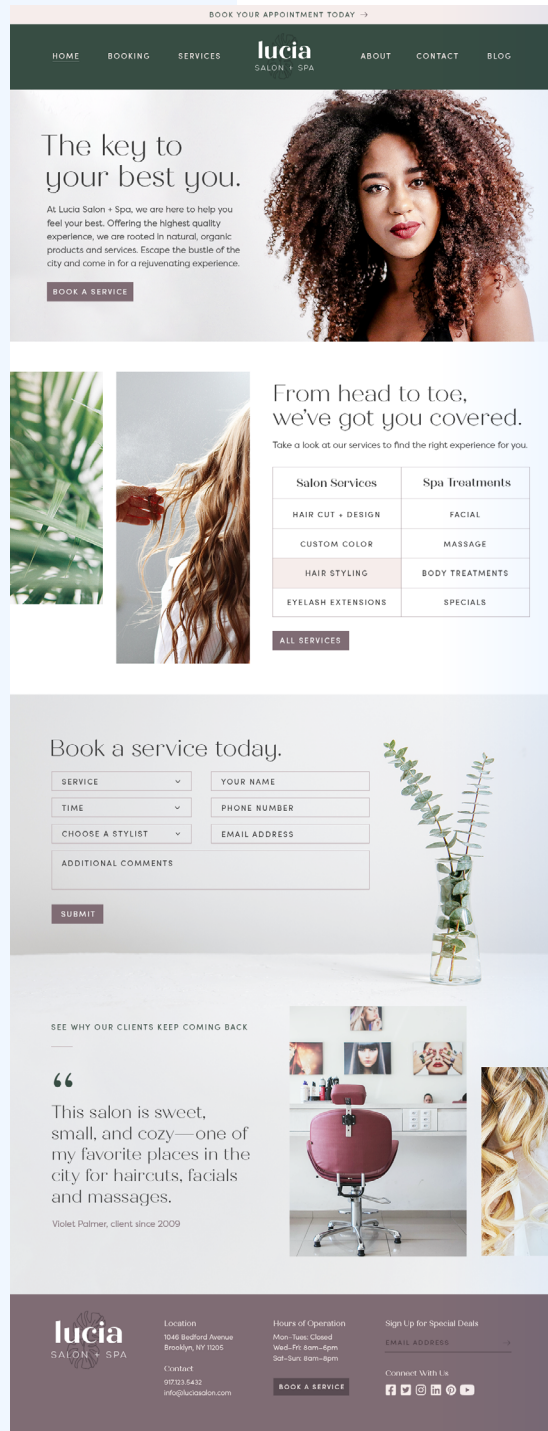 BOOK YOUR APPOINTMENT TODAY →
HOME
BOOKING
SERVICES
lucia
SALON + SPA
ABOUT
CONTACT
BLOG
The key to
your best you.
At Lucia Salon + Spa, we are here to help you
feel your best. Offering the highest quality
experience, we are rooted in natural, organic
products and services. Escape the bustle of the
city and come in for a rejuvenating experience.
BOOK A SERVICE
From head to toe,
we've got you covered.
Take a look at our services to find the right experience for you.
Salon Services
Spa Treatments
HAIR CUT + DESIGN
FACIAL
CUSTOM COLOR
MASSAGE
HAIR STYLING
BODY TREATMENTS
EYELASH EXTENSIONS
SPECIALS
ALL SERVICES
Book a service today.
SERVICE
YOUR NAME
TIME
PHONE NUMBER
CHOOSE A STYLIST
EMAIL ADDRESS
ADDITIONAL COMMENTS
SUBMIT
SEE WHY OUR CLIENTS KEEP COMING BACK
“
This salon is sweet,
small, and cozy—one of
my favorite places in the
city for haircuts, facials
and massages.
Violet Palmer, client since 2009
lucia
SALON + SPA
Location
1046 Bedford Avenue
Brooklyn, NY 11205
Contact
917.123.5432
info@luciasalon.com
Hours of Operation
Mon-Tues: Closed
Wed-Fri: 8am-6pm
Sat-Sun: 8am-8pm
BOOK A SERVICE
Sign Up for Special Deals
EMAIL ADDRESS
Connect With Us